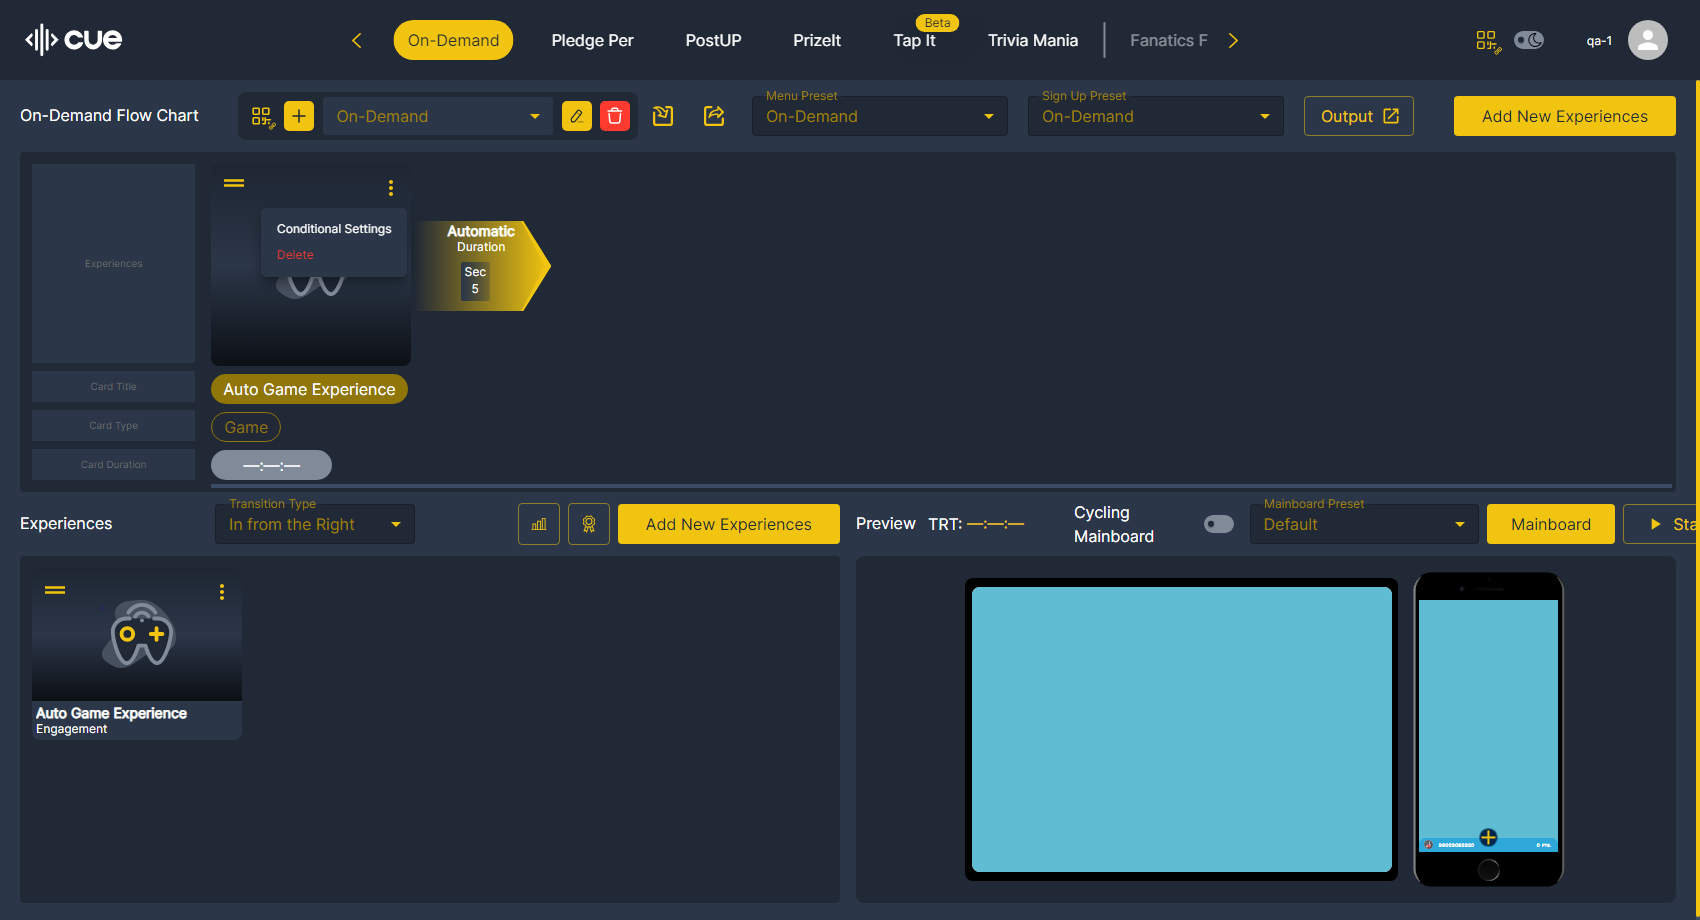 cue
On-Demand
Pledge Per
PostUP
PrizeIt
Beta
Tap It
Trivia Mania
Fanatics F
qa-1
On-Demand Flow Chart
On-Demand
Menu Preset
On-Demand
Sign Up Preset
On-Demand
Output
Add New Experiences
Experiences
Conditional Settings
Delete
Automatic
Duration
Sec
5
Card Title
Auto Game Experience
Card Type
Game
Card Duration
—:—:—
Experiences
Transition Type
In from the Right
Add New Experiences
Preview
TRT: —:—:—
Cycling
Mainboard
Mainboard Preset
Default
Mainboard
Sta
Auto Game Experience
Engagement
0 PTS.